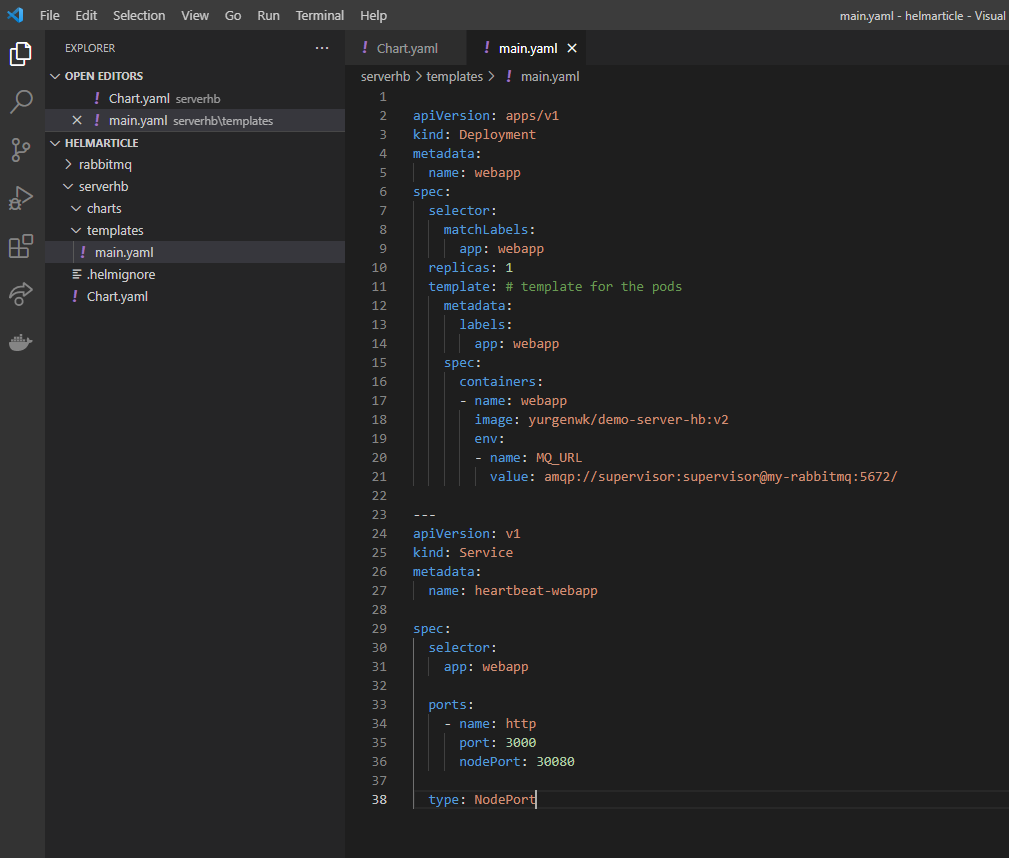 File Edit Selection View Go Run Terminal Help
main.yaml - helmarticle - Visual
EXPLORER ···
OPEN EDITORS
! Chart.yaml serverhb
× ! main.yaml serverhb\templates
HELMARTICLE
> rabbitmq
serverhb
charts
templates
! main.yaml
.helmignore
! Chart.yaml
! Chart.yaml
! main.yaml ×
serverhb > templates > ! main.yaml
1
2 apiVersion: apps/v1
3 kind: Deployment
4 metadata:
5   name: webapp
6 spec:
7   selector:
8     matchLabels:
9       app: webapp
10   replicas: 1
11   template: # template for the pods
12     metadata:
13       labels:
14         app: webapp
15     spec:
16       containers:
17       - name: webapp
18         image: yurgenwk/demo-server-hb:v2
19         env:
20         - name: MQ_URL
21           value: amqp://supervisor:supervisor@my-rabbitmq:5672/
22
23 ---
24 apiVersion: v1
25 kind: Service
26 metadata:
27   name: heartbeat-webapp
28
29 spec:
30   selector:
31     app: webapp
32
33   ports:
34     - name: http
35       port: 3000
36       nodePort: 30080
37
38   type: NodePort